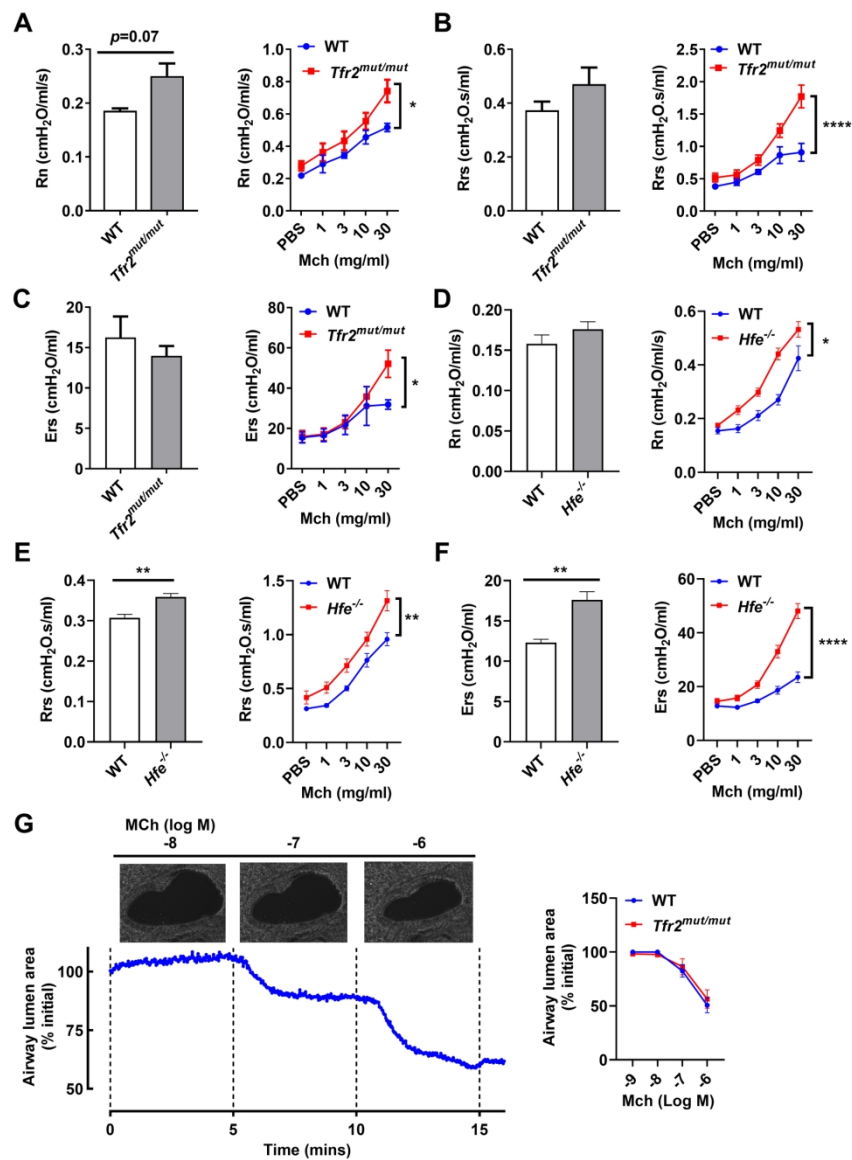 A
p=0.07
Rn (cmH2O/ml/s)
0.3
0.2
0.1
0.0
WT
Tfr2mut/mut
Rn (cmH2O/ml/s)
1.0
0.8
0.6
0.4
0.2
0.0
WT
Tfr2mut/mut
*
PBS
1
3
10
30
Mch (mg/ml)
B
Rrs (cmH2O.s/ml)
0.6
0.4
0.2
0.0
WT
Tfr2mut/mut
Rrs (cmH2O.s/ml)
2.5
2.0
1.5
1.0
0.5
0.0
WT
Tfr2mut/mut
****
PBS
1
3
10
30
Mch (mg/ml)
C
Ers (cmH2O/ml)
20
15
10
5
0
WT
Tfr2mut/mut
Ers (cmH2O/ml)
80
60
40
20
0
WT
Tfr2mut/mut
*
PBS
1
3
10
30
Mch (mg/ml)
D
Rn (cmH2O/ml/s)
0.20
0.15
0.10
0.05
0.00
WT
Hfe-/-
Rn (cmH2O/ml/s)
0.6
0.4
0.2
0.0
WT
Hfe-/-
*
PBS
1
3
10
30
Mch (mg/ml)
E
**
Rrs (cmH2O.s/ml)
0.4
0.3
0.2
0.1
0.0
WT
Hfe-/-
Rrs (cmH2O.s/ml)
1.5
1.0
0.5
0.0
WT
Hfe-/-
**
PBS
1
3
10
30
Mch (mg/ml)
F
**
Ers (cmH2O/ml)
20
15
10
5
0
WT
Hfe-/-
Ers (cmH2O/ml)
60
40
20
0
WT
Hfe-/-
****
PBS
1
3
10
30
Mch (mg/ml)
G
MCh (log M)
-8
-7
-6
Airway lumen area
(% initial)
100
75
50
0
5
10
15
Time (mins)
Airway lumen area
(% initial)
150
100
50
0
WT
Tfr2mut/mut
-9
-8
-7
-6
Mch (Log M)